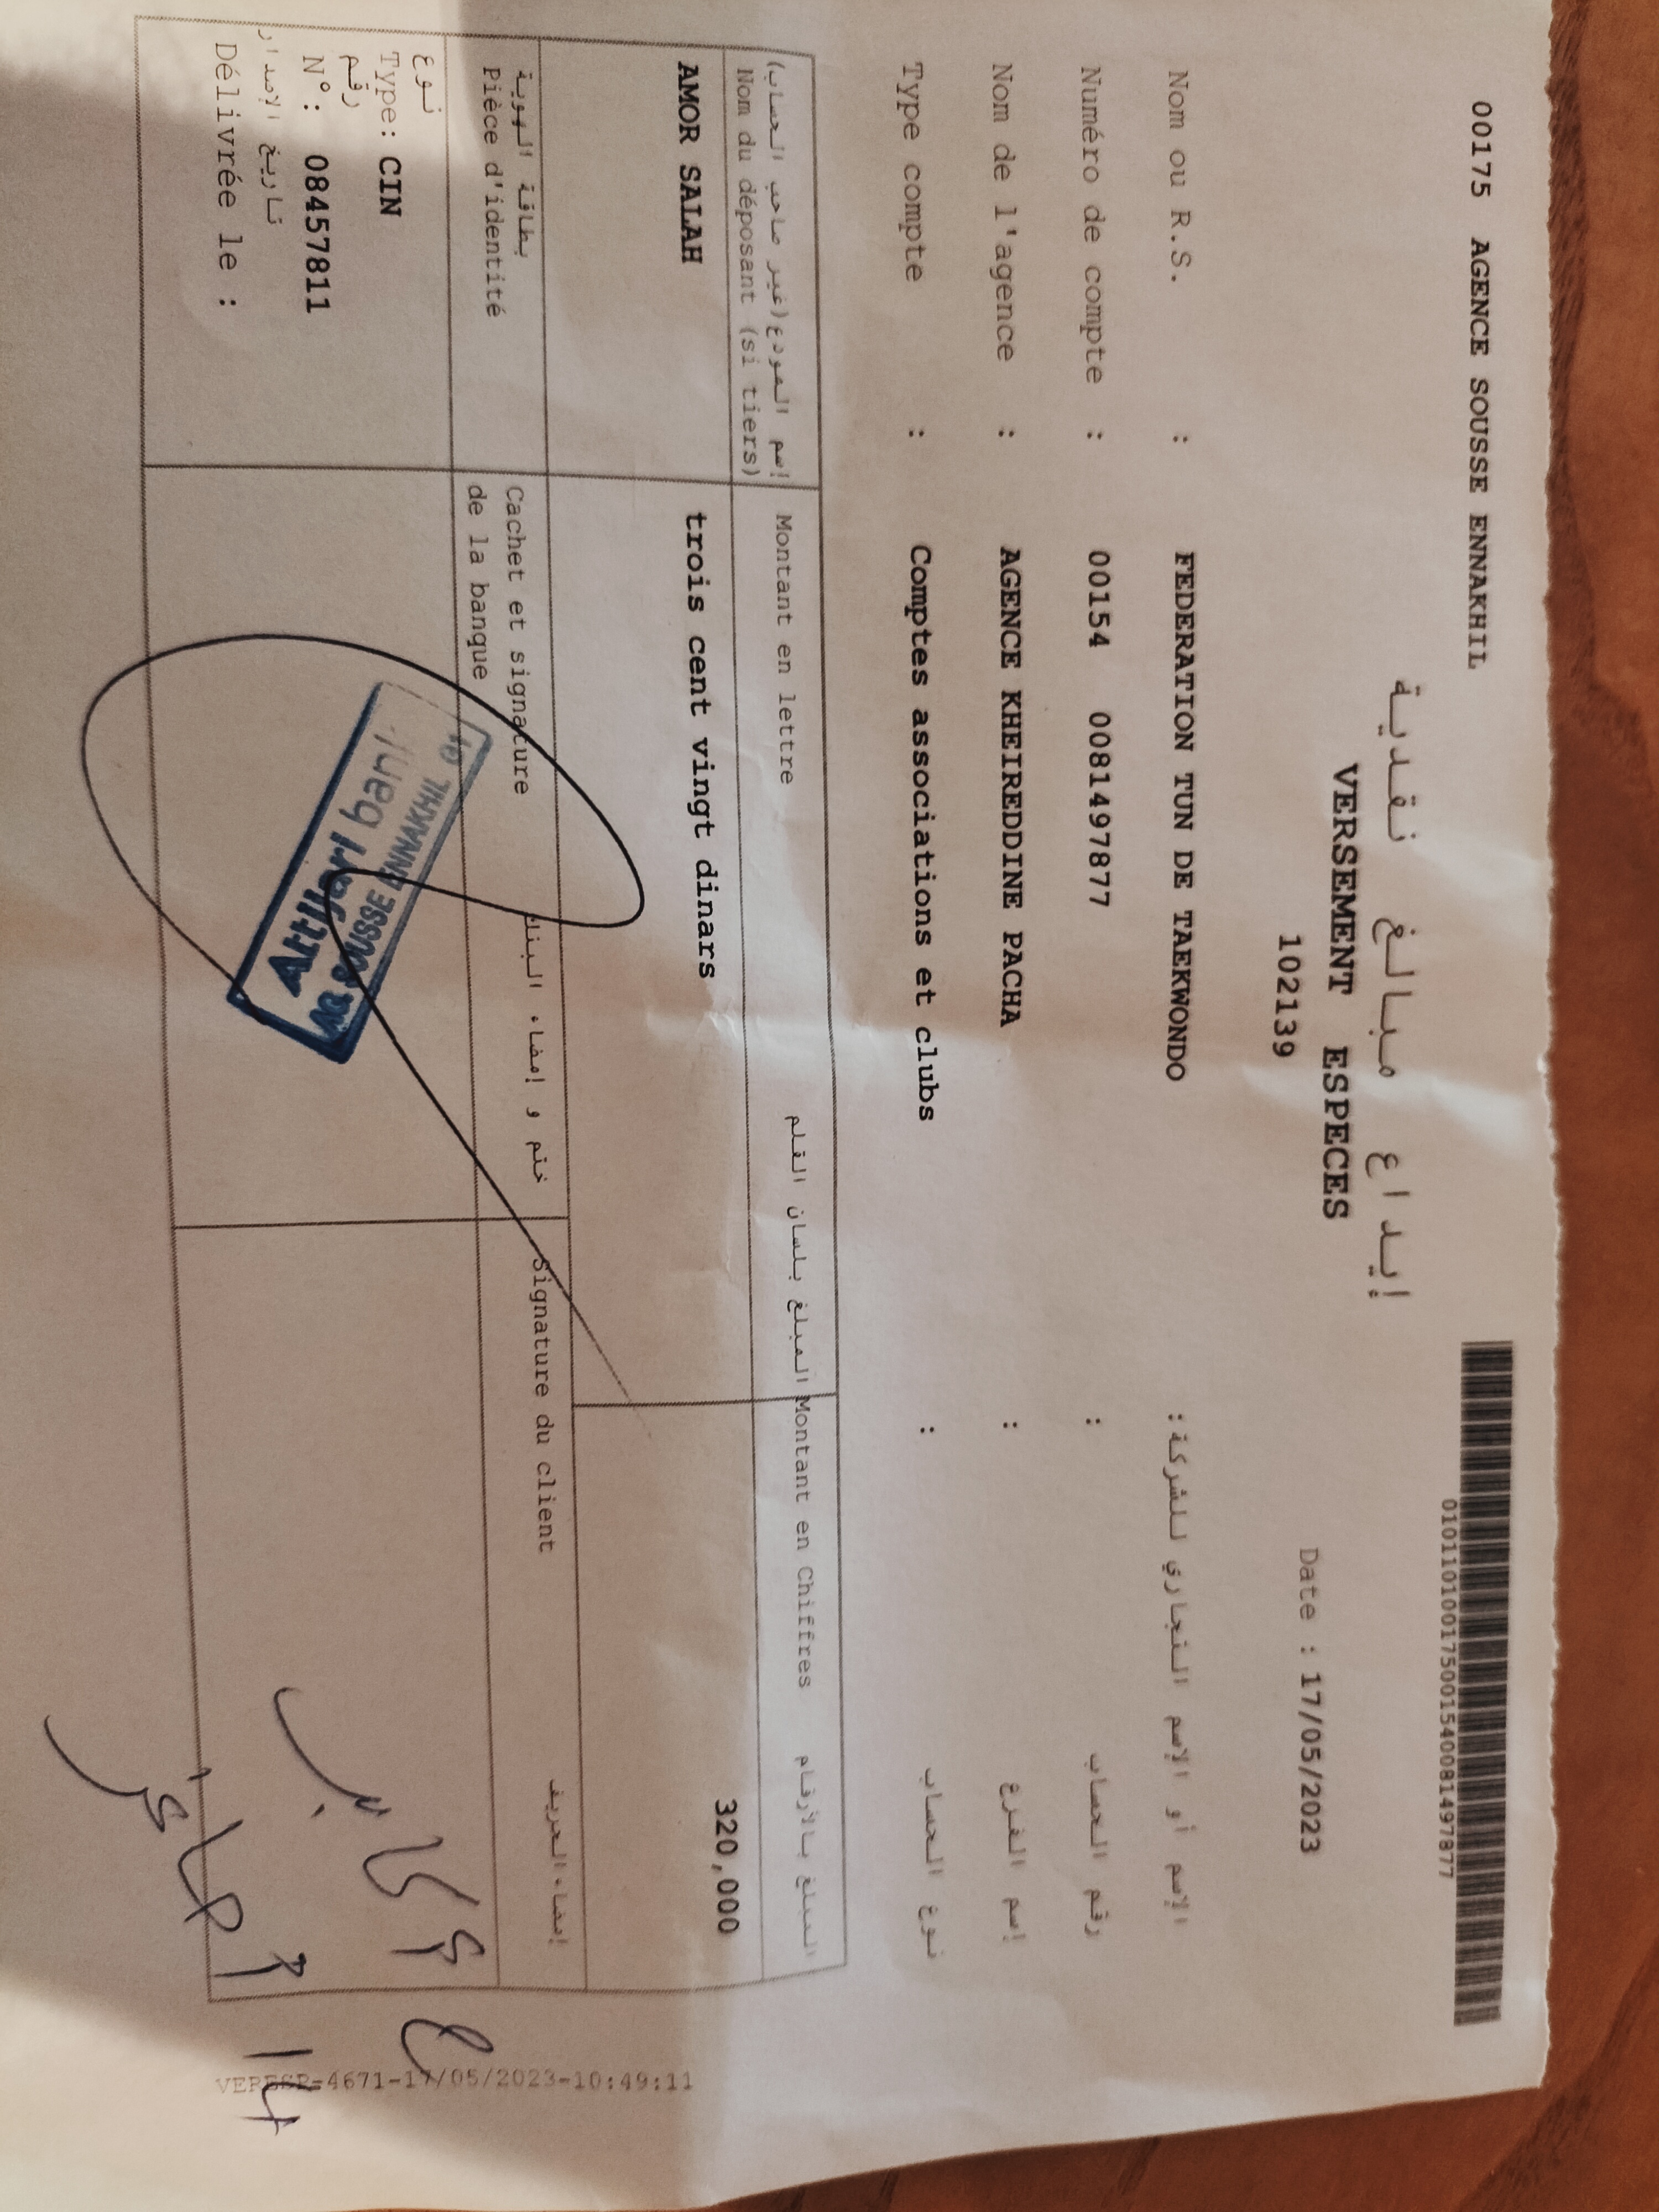 00175 AGENCE SOUSSE ENNAKHIL
01011010017500154008149787​7
إيداع مبالغ نقدية
VERSEMENT ESPECES
102139
Date : 17/05/2023
Nom ou R.S. : FEDERATION TUN DE TAEKWONDO : الإسم أو الإسم التجاري للشركة
Numéro de compte : 00154 0081497877 : رقم الحساب
Nom de l'agence : AGENCE KHEIREDDINE PACHA : إسم الفرع
Type compte : Comptes associations et clubs : نوع الحساب
إسم المودع (غير صاحب الحساب)
Nom du déposant (si tiers)
Montant en lettre المبلغ بلسان القلم
Montant en Chiffres المبلغ بالأرقام
AMOR SALAH
trois cent vingt dinars
320,000
بطاقة الهوية
Pièce d'identité
Cachet et signature
de la banque
ختم و إمضاء البنك
Signature du client إمضاء الحريف
نوع
Type: CIN
رقم
N°: 08457811
تاريخ الإصدار
Délivrée le :
Attijari bank
AG. SOUSSE ENNAKHIL
VERESP-4671-17/05/2023-10:49:11